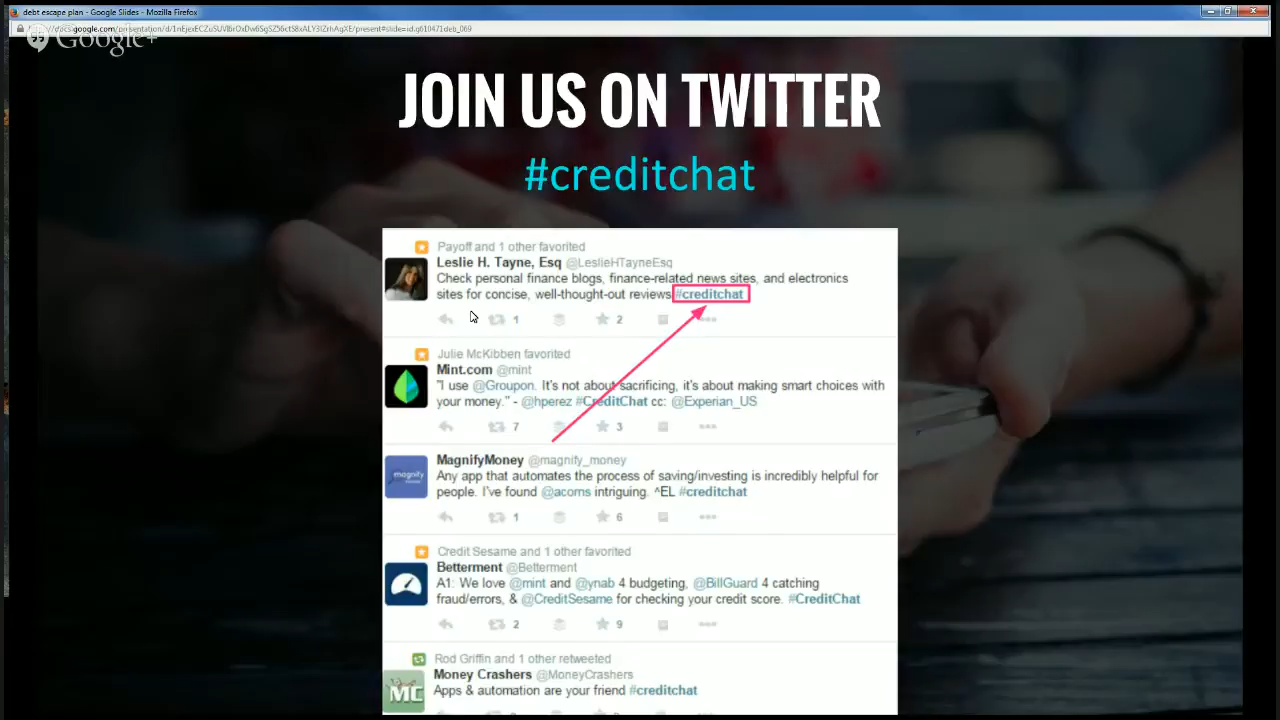 debt escape plan - Google Slides - Mozilla Firefox
Google+
JOIN US ON TWITTER
#creditchat
Payoff and 1 other favorited
Leslie H. Tayne, Esq @LeslieHTayneEsq
Check personal finance blogs, finance-related news sites, and electronics
sites for concise, well-thought-out reviews #creditchat
1 2
Julie McKibben favorited
Mint.com @mint
"I use @Groupon. It's not about sacrificing, it's about making smart choices with
your money." - @hperez #CreditChat cc: @Experian_US
7 3
MagnifyMoney @magnify_money
magnify
Any app that automates the process of saving/investing is incredibly helpful for
people. I've found @acorns intriguing. ^EL #creditchat
1 6
Credit Sesame and 1 other favorited
Betterment @Betterment
A1: We love @mint and @ynab 4 budgeting, @BillGuard 4 catching
fraud/errors, & @CreditSesame for checking your credit score. #CreditChat
2 9
Rod Griffin and 1 other retweeted
Money Crashers @MoneyCrashers
MC
Apps & automation are your friend #creditchat